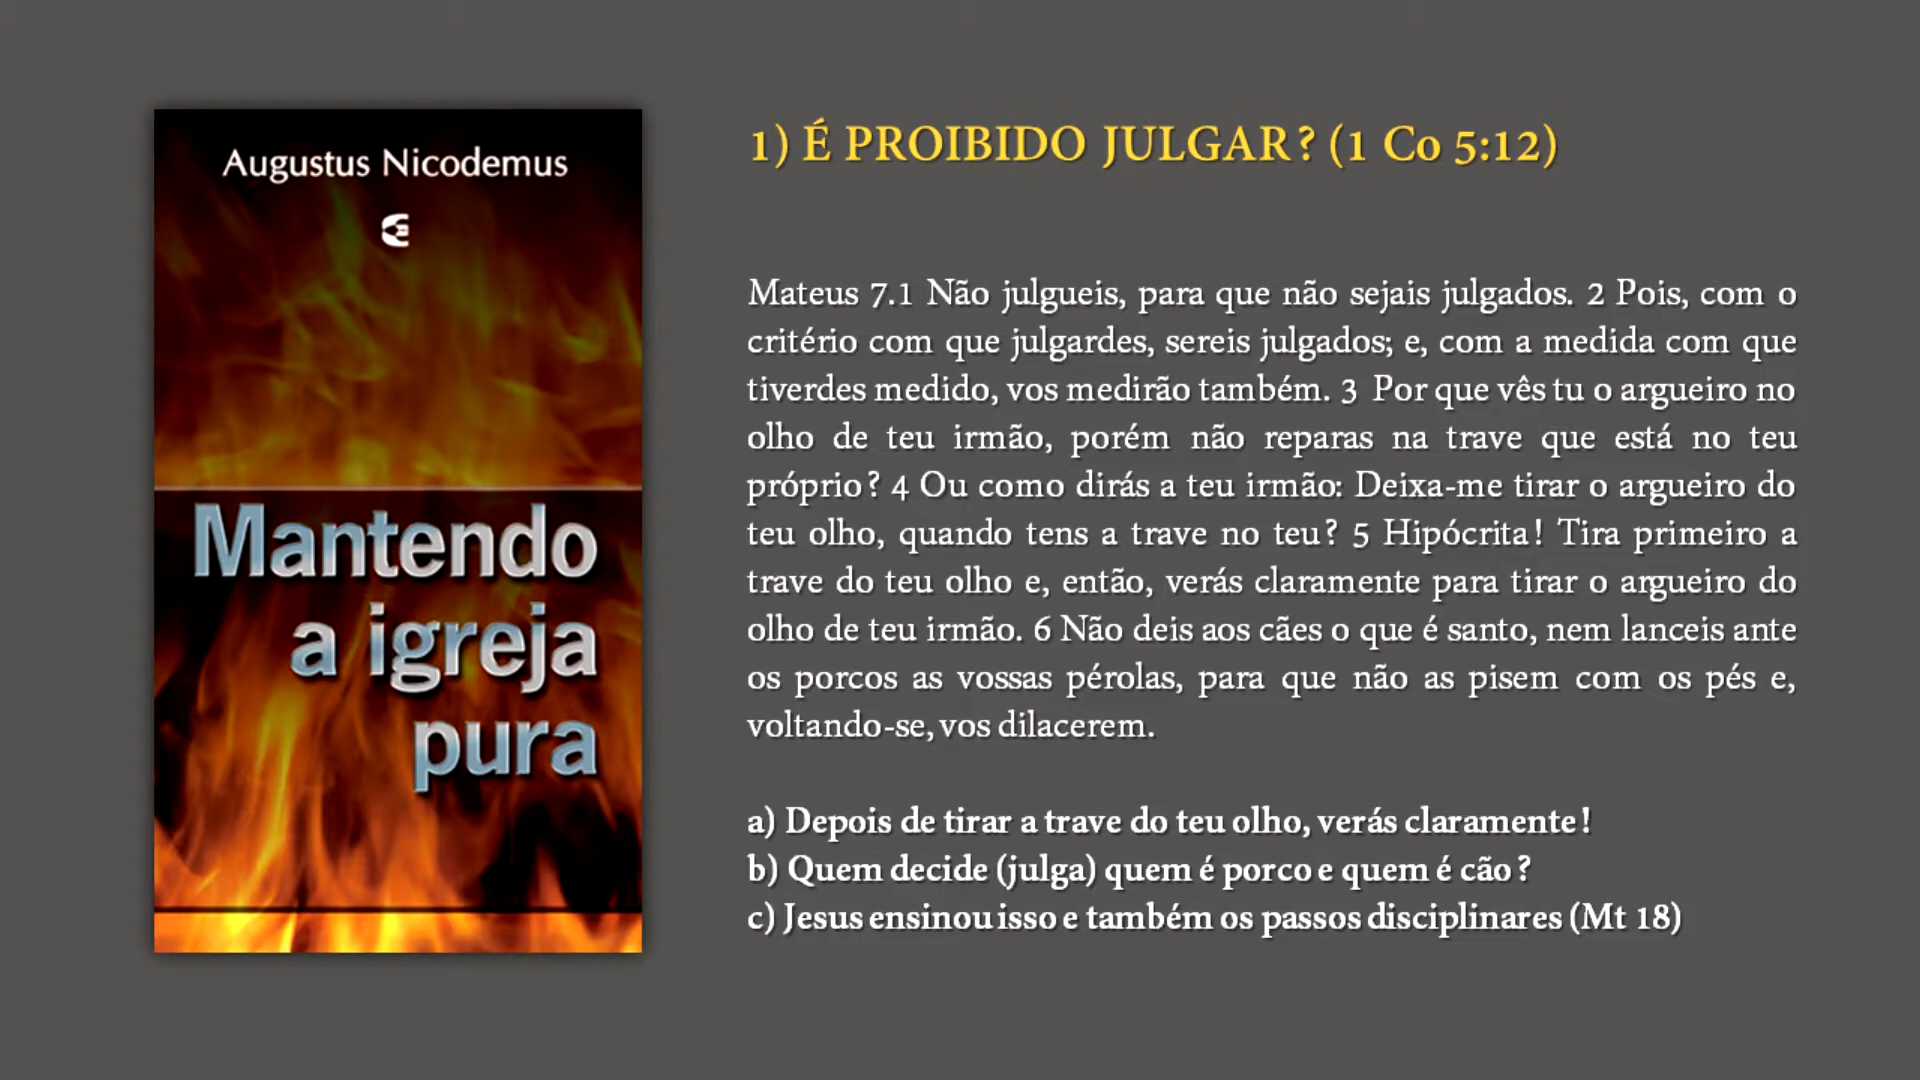 Augustus Nicodemus
Mantendo
a igreja
pura
1) É PROIBIDO JULGAR? (1 Co 5:12)
Mateus 7.1 Não julgueis, para que não sejais julgados. 2 Pois, com o
critério com que julgardes, sereis julgados; e, com a medida com que
tiverdes medido, vos medirão também. 3 Por que vês tu o argueiro no
olho de teu irmão, porém não reparas na trave que está no teu
próprio? 4 Ou como dirás a teu irmão: Deixa-me tirar o argueiro do
teu olho, quando tens a trave no teu? 5 Hipócrita! Tira primeiro a
trave do teu olho e, então, verás claramente para tirar o argueiro do
olho de teu irmão. 6 Não deis aos cães o que é santo, nem lanceis ante
os porcos as vossas pérolas, para que não as pisem com os pés e,
voltando-se, vos dilacerem.
a) Depois de tirar a trave do teu olho, verás claramente!
b) Quem decide (julga) quem é porco e quem é cão?
c) Jesus ensinou isso e também os passos disciplinares (Mt 18)